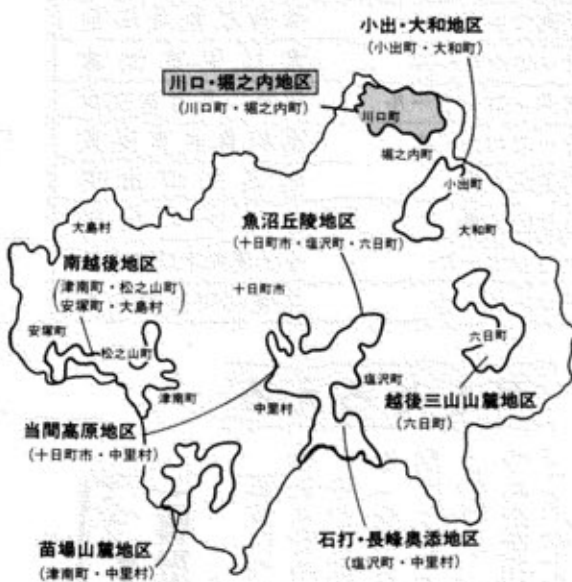 小出・大和地区
(小出町・大和町)
川口・堀之内地区
(川口町・堀之内町)
川口町
堀之内町
小出町
大和町
魚沼丘陵地区
(十日町市・塩沢町・六日町)
大島村
南越後地区
(津南町・松之山町
安塚町・大島村)
十日町市
安塚町
松之山町
津南町
六日町
塩沢町
中里村
越後三山山麓地区
(六日町)
当間高原地区
(十日町市・中里村)
苗場山麓地区
(津南町・中里村)
石打・長峰奥添地区
(塩沢町・中里村)